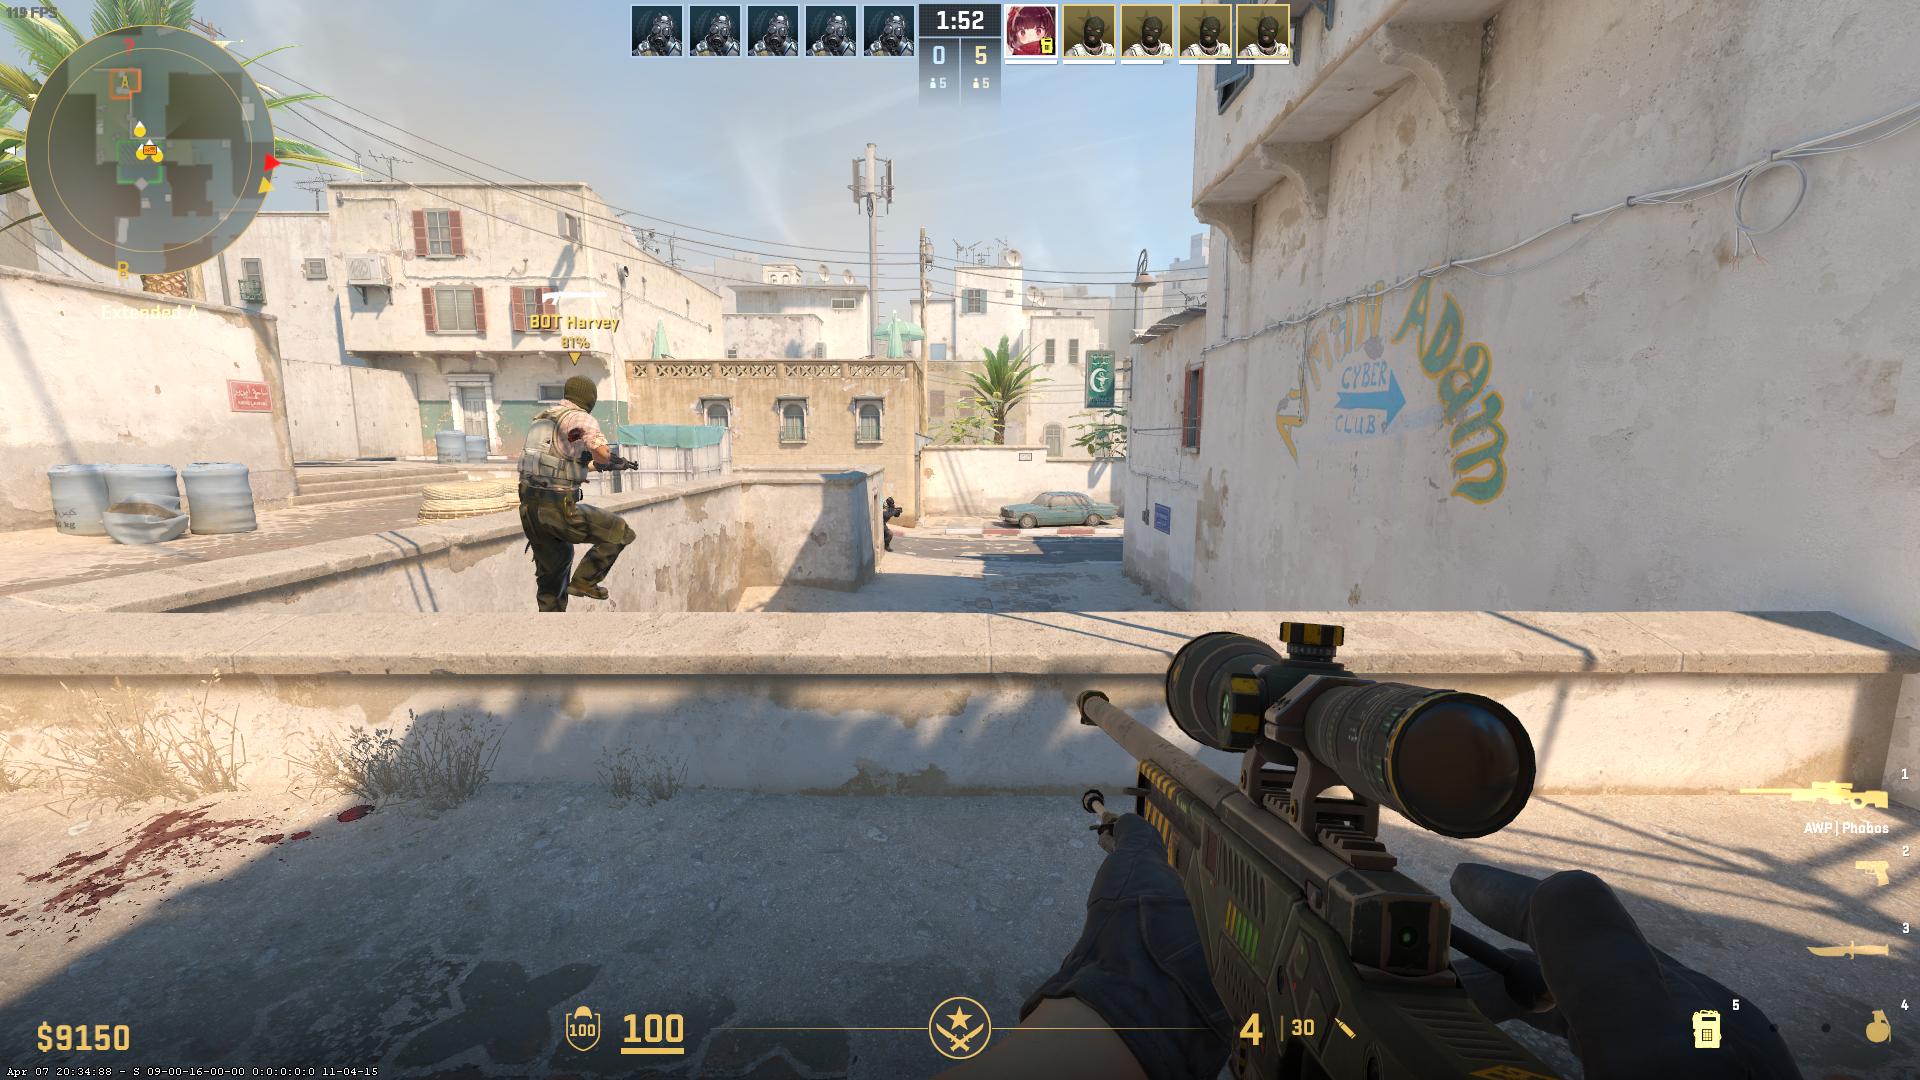 119 FPS
1:52
0 5
5 5
?
A
B
Extended A
BOT Harvey
81%
AYMAN ADam
CYBER
CLUB
1
AWP | Phobos
2
3
5
4
$9150
100
100
4 | 30
Apr 07 20:34:88 - S 09-00-16-00-00 0:0:0:0:0 11-04-15